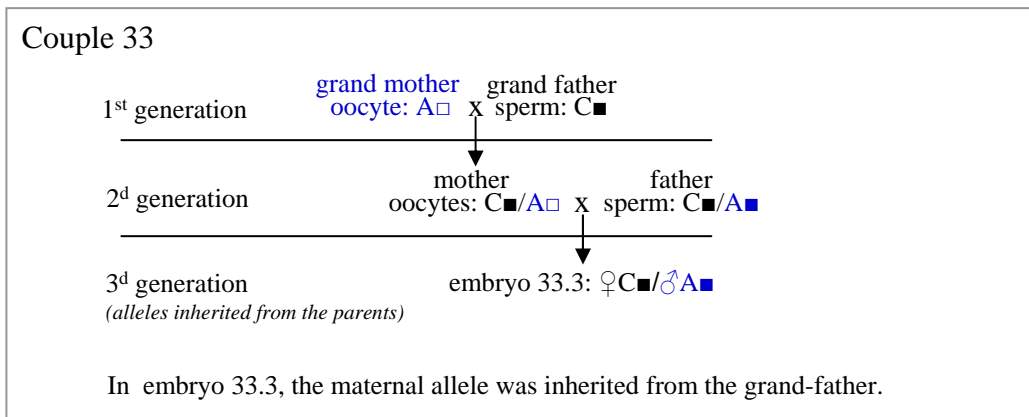 Couple 33
grand mother grand father
1st generation oocyte: A□ x sperm: C■
mother father
2d generation oocytes: C■/A□ x sperm: C■/A■
3d generation embryo 33.3: ♀C■/♂A■
(alleles inherited from the parents)
In embryo 33.3, the maternal allele was inherited from the grand-father.